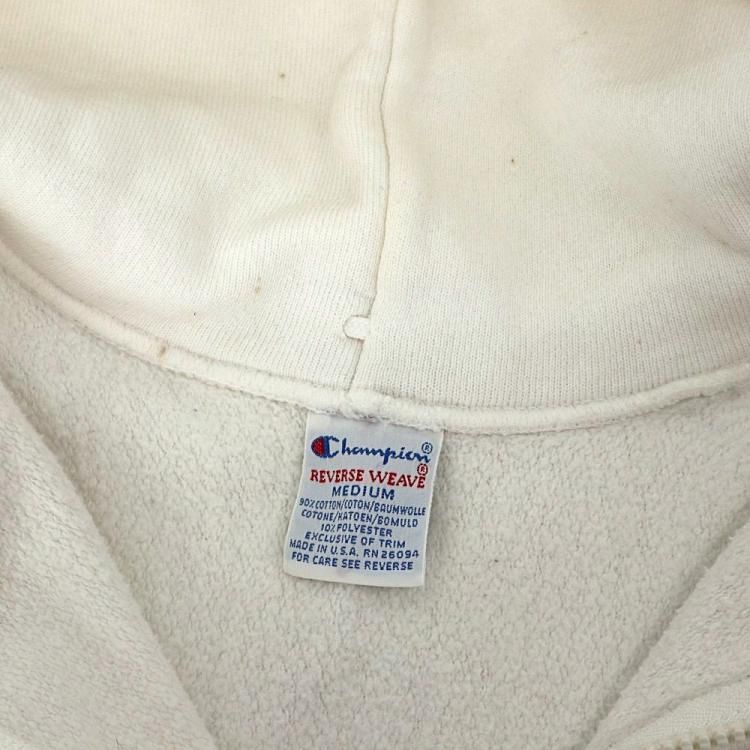 Champion®
REVERSE WEAVE®
MEDIUM
90% COTTON/COTON/BAUMWOLLE
COTONE/KATOEN/BOMULD
10% POLYESTER
EXCLUSIVE OF TRIM
MADE IN U.S.A. RN 26094
FOR CARE SEE REVERSE